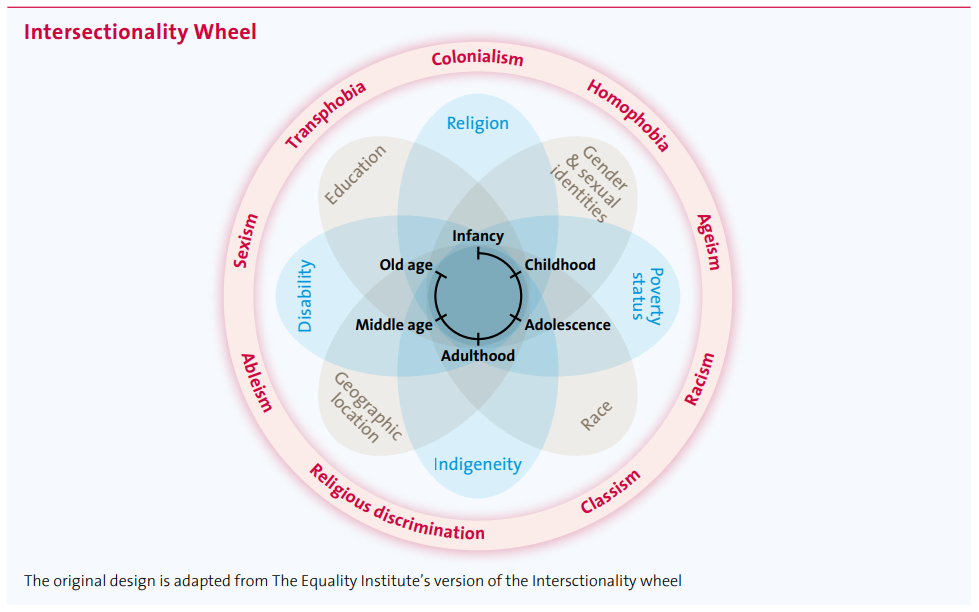 Intersectionality Wheel
Colonialism
Homophobia
Ageism
Racism
Classism
Religious discrimination
Ableism
Sexism
Transphobia
Religion
Gender
& sexual
identities
Poverty
status
Race
Indigeneity
Geographic
location
Disability
Education
Infancy
Childhood
Adolescence
Adulthood
Middle age
Old age
The original design is adapted from The Equality Institute’s version of the Intersctionality wheel